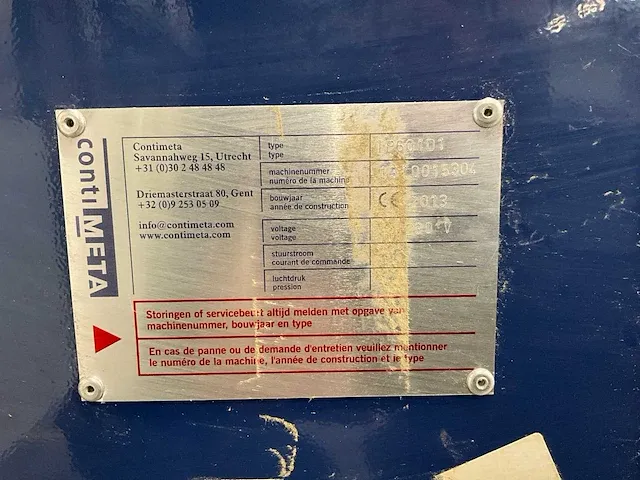 conti META
Contimeta
Savannahweg 15, Utrecht
+31 (0)30 2 48 48 48
Driemasterstraat 80, Gent
+32 (0)9 253 05 09
info@contimeta.com
www.contimeta.com
type
type
machinenummer
numéro de la machine
bouwjaar
année de construction
CE
2013
voltage
voltage
stuurstroom
courant de commande
luchtdruk
pression
Storingen of servicebeurt altijd melden met opgave van
machinenummer, bouwjaar en type
En cas de panne ou de demande d'entretien veuillez mentionner
le numéro de la machine, l'année de construction et le type